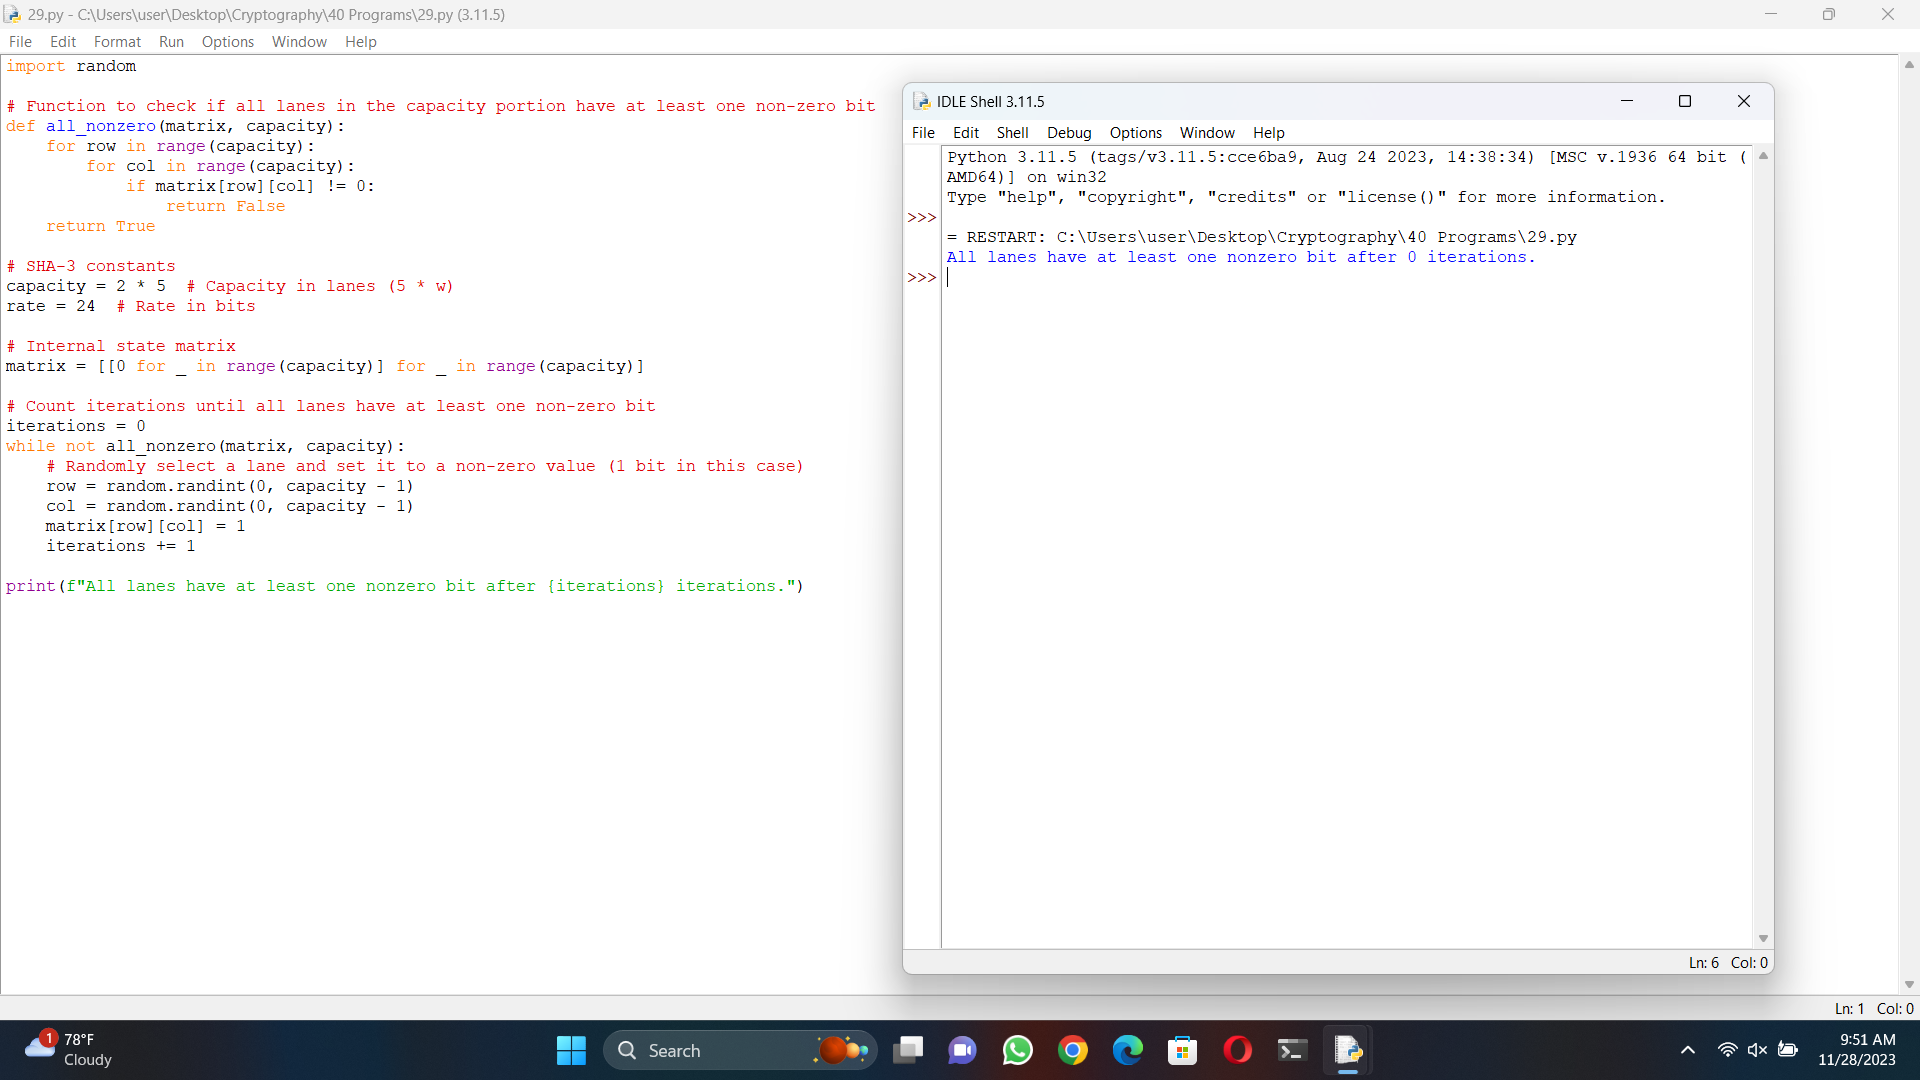 29.py - C:\Users\user\Desktop\Cryptography\40 Programs\29.py (3.11.5)
File Edit Format Run Options Window Help
import random
# Function to check if all lanes in the capacity portion have at least one non-zero bit
def all_nonzero(matrix, capacity):
    for row in range(capacity):
        for col in range(capacity):
            if matrix[row][col] != 0:
                return False
    return True
# SHA-3 constants
capacity = 2 * 5  # Capacity in lanes (5 * w)
rate = 24  # Rate in bits
# Internal state matrix
matrix = [[0 for _ in range(capacity)] for _ in range(capacity)]
# Count iterations until all lanes have at least one non-zero bit
iterations = 0
while not all_nonzero(matrix, capacity):
    # Randomly select a lane and set it to a non-zero value (1 bit in this case)
    row = random.randint(0, capacity - 1)
    col = random.randint(0, capacity - 1)
    matrix[row][col] = 1
    iterations += 1
print(f"All lanes have at least one nonzero bit after {iterations} iterations.")
IDLE Shell 3.11.5
File Edit Shell Debug Options Window Help
Python 3.11.5 (tags/v3.11.5:cce6ba9, Aug 24 2023, 14:38:34) [MSC v.1936 64 bit (
AMD64)] on win32
Type "help", "copyright", "credits" or "license()" for more information.
>>>
= RESTART: C:\Users\user\Desktop\Cryptography\40 Programs\29.py
All lanes have at least one nonzero bit after 0 iterations.
>>>
Ln: 6 Col: 0
Ln: 1 Col: 0
1
78°F
Cloudy
Search
9:51 AM
11/28/2023